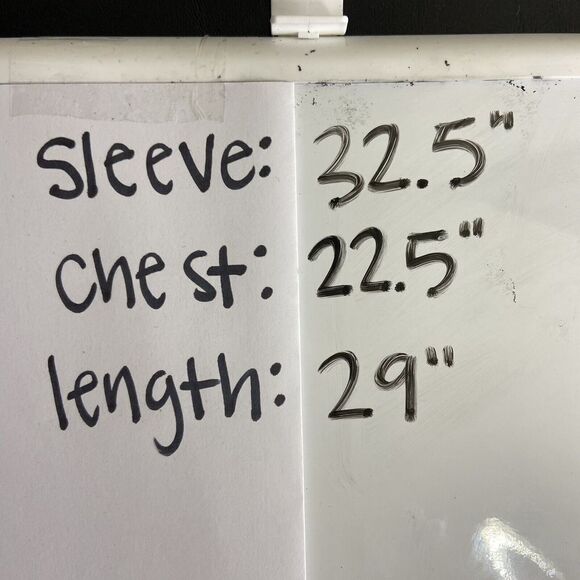 sleeve: 32.5"
chest: 22.5"
length: 29"